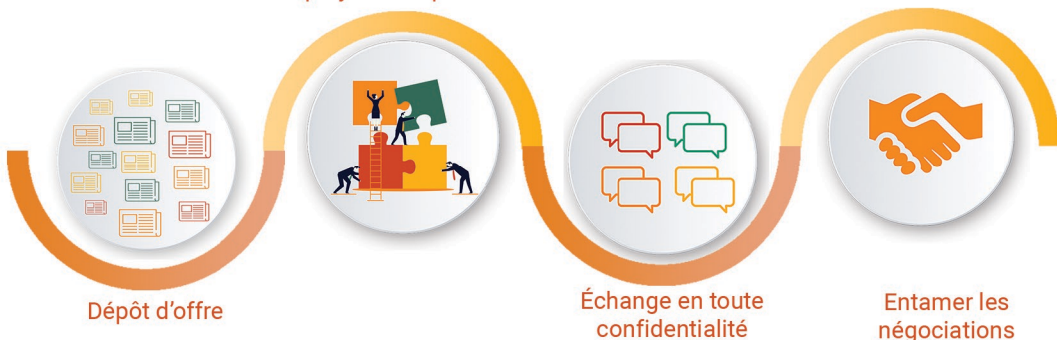 Dépôt d'offre
Échange en toute
confidentialité
Entamer les
négociations